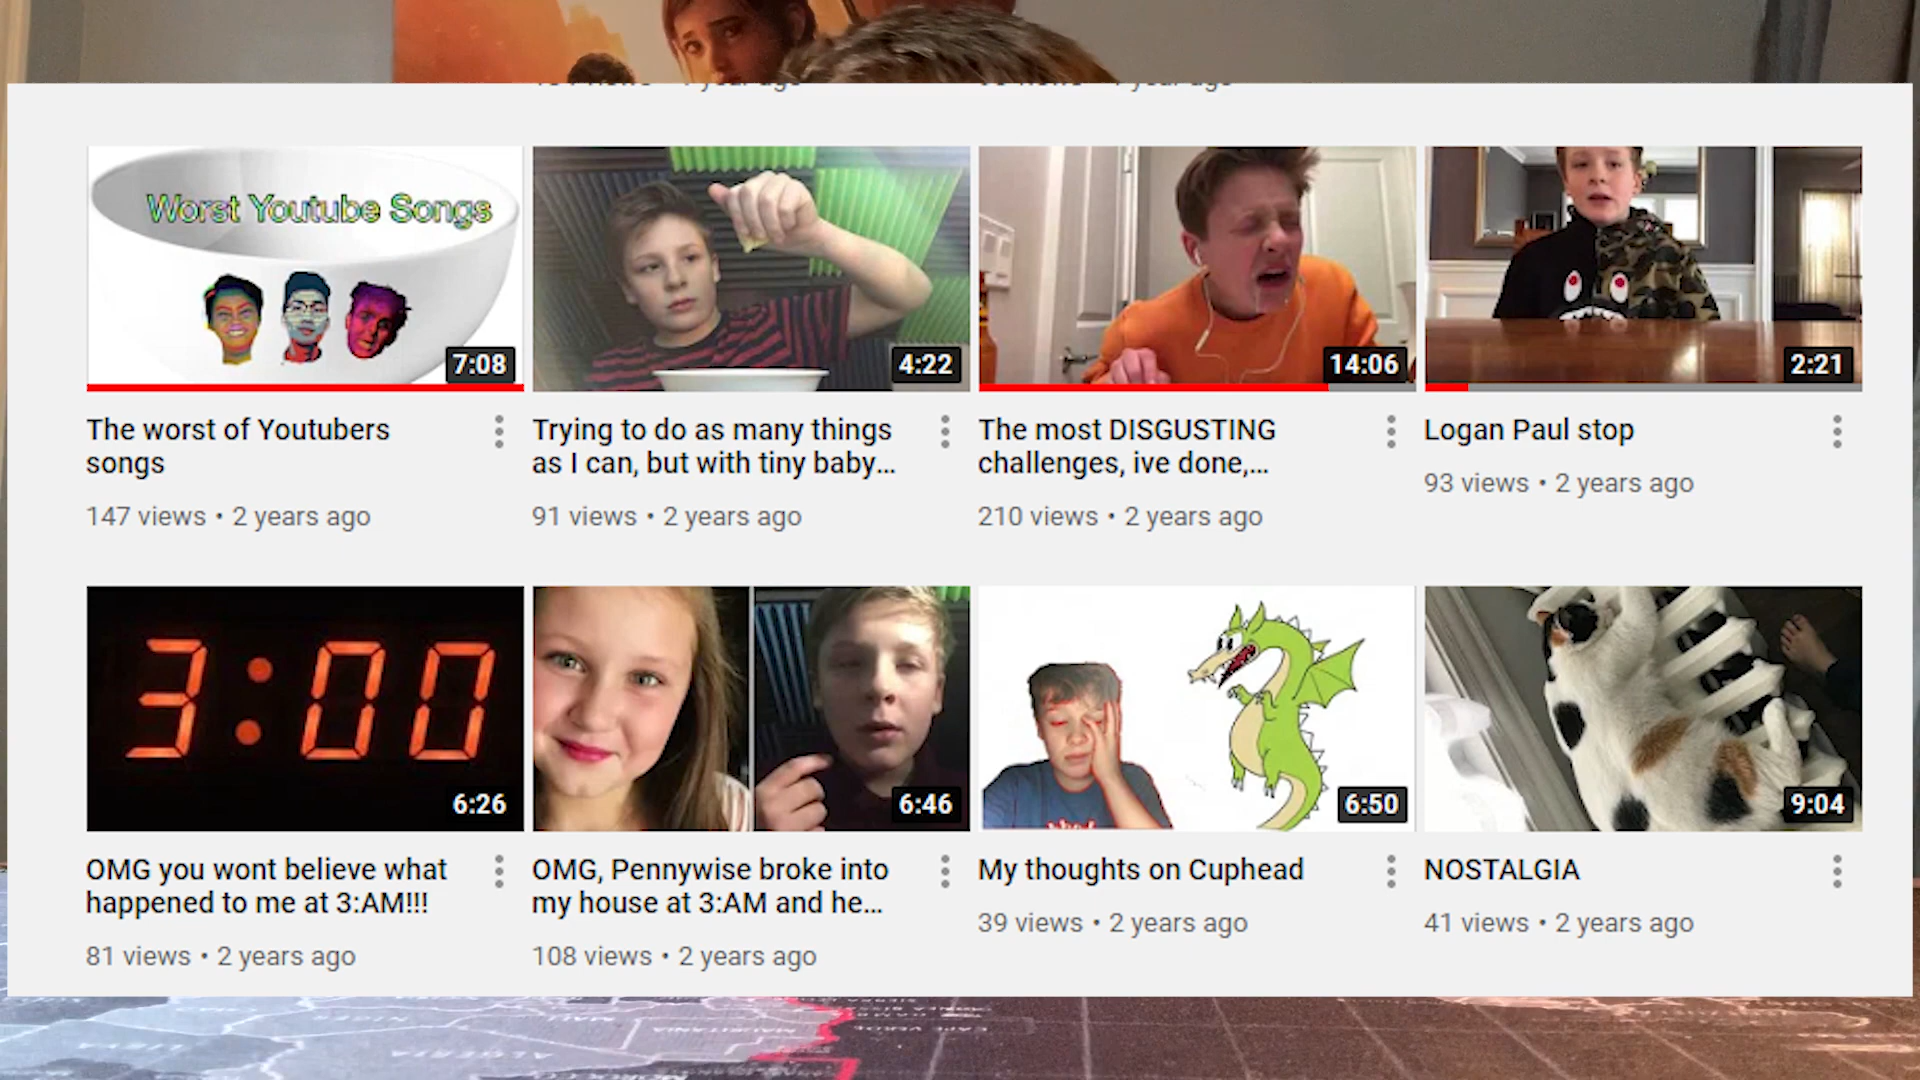 Worst Youtube Songs
7:08
4:22
14:06
2:21
The worst of Youtubers
songs
147 views • 2 years ago
Trying to do as many things
as I can, but with tiny baby...
91 views • 2 years ago
The most DISGUSTING
challenges, ive done,...
210 views • 2 years ago
Logan Paul stop
93 views • 2 years ago
3:00
6:26
6:46
6:50
9:04
OMG you wont believe what
happened to me at 3:AM!!!
81 views • 2 years ago
OMG, Pennywise broke into
my house at 3:AM and he...
108 views • 2 years ago
My thoughts on Cuphead
39 views • 2 years ago
NOSTALGIA
41 views • 2 years ago